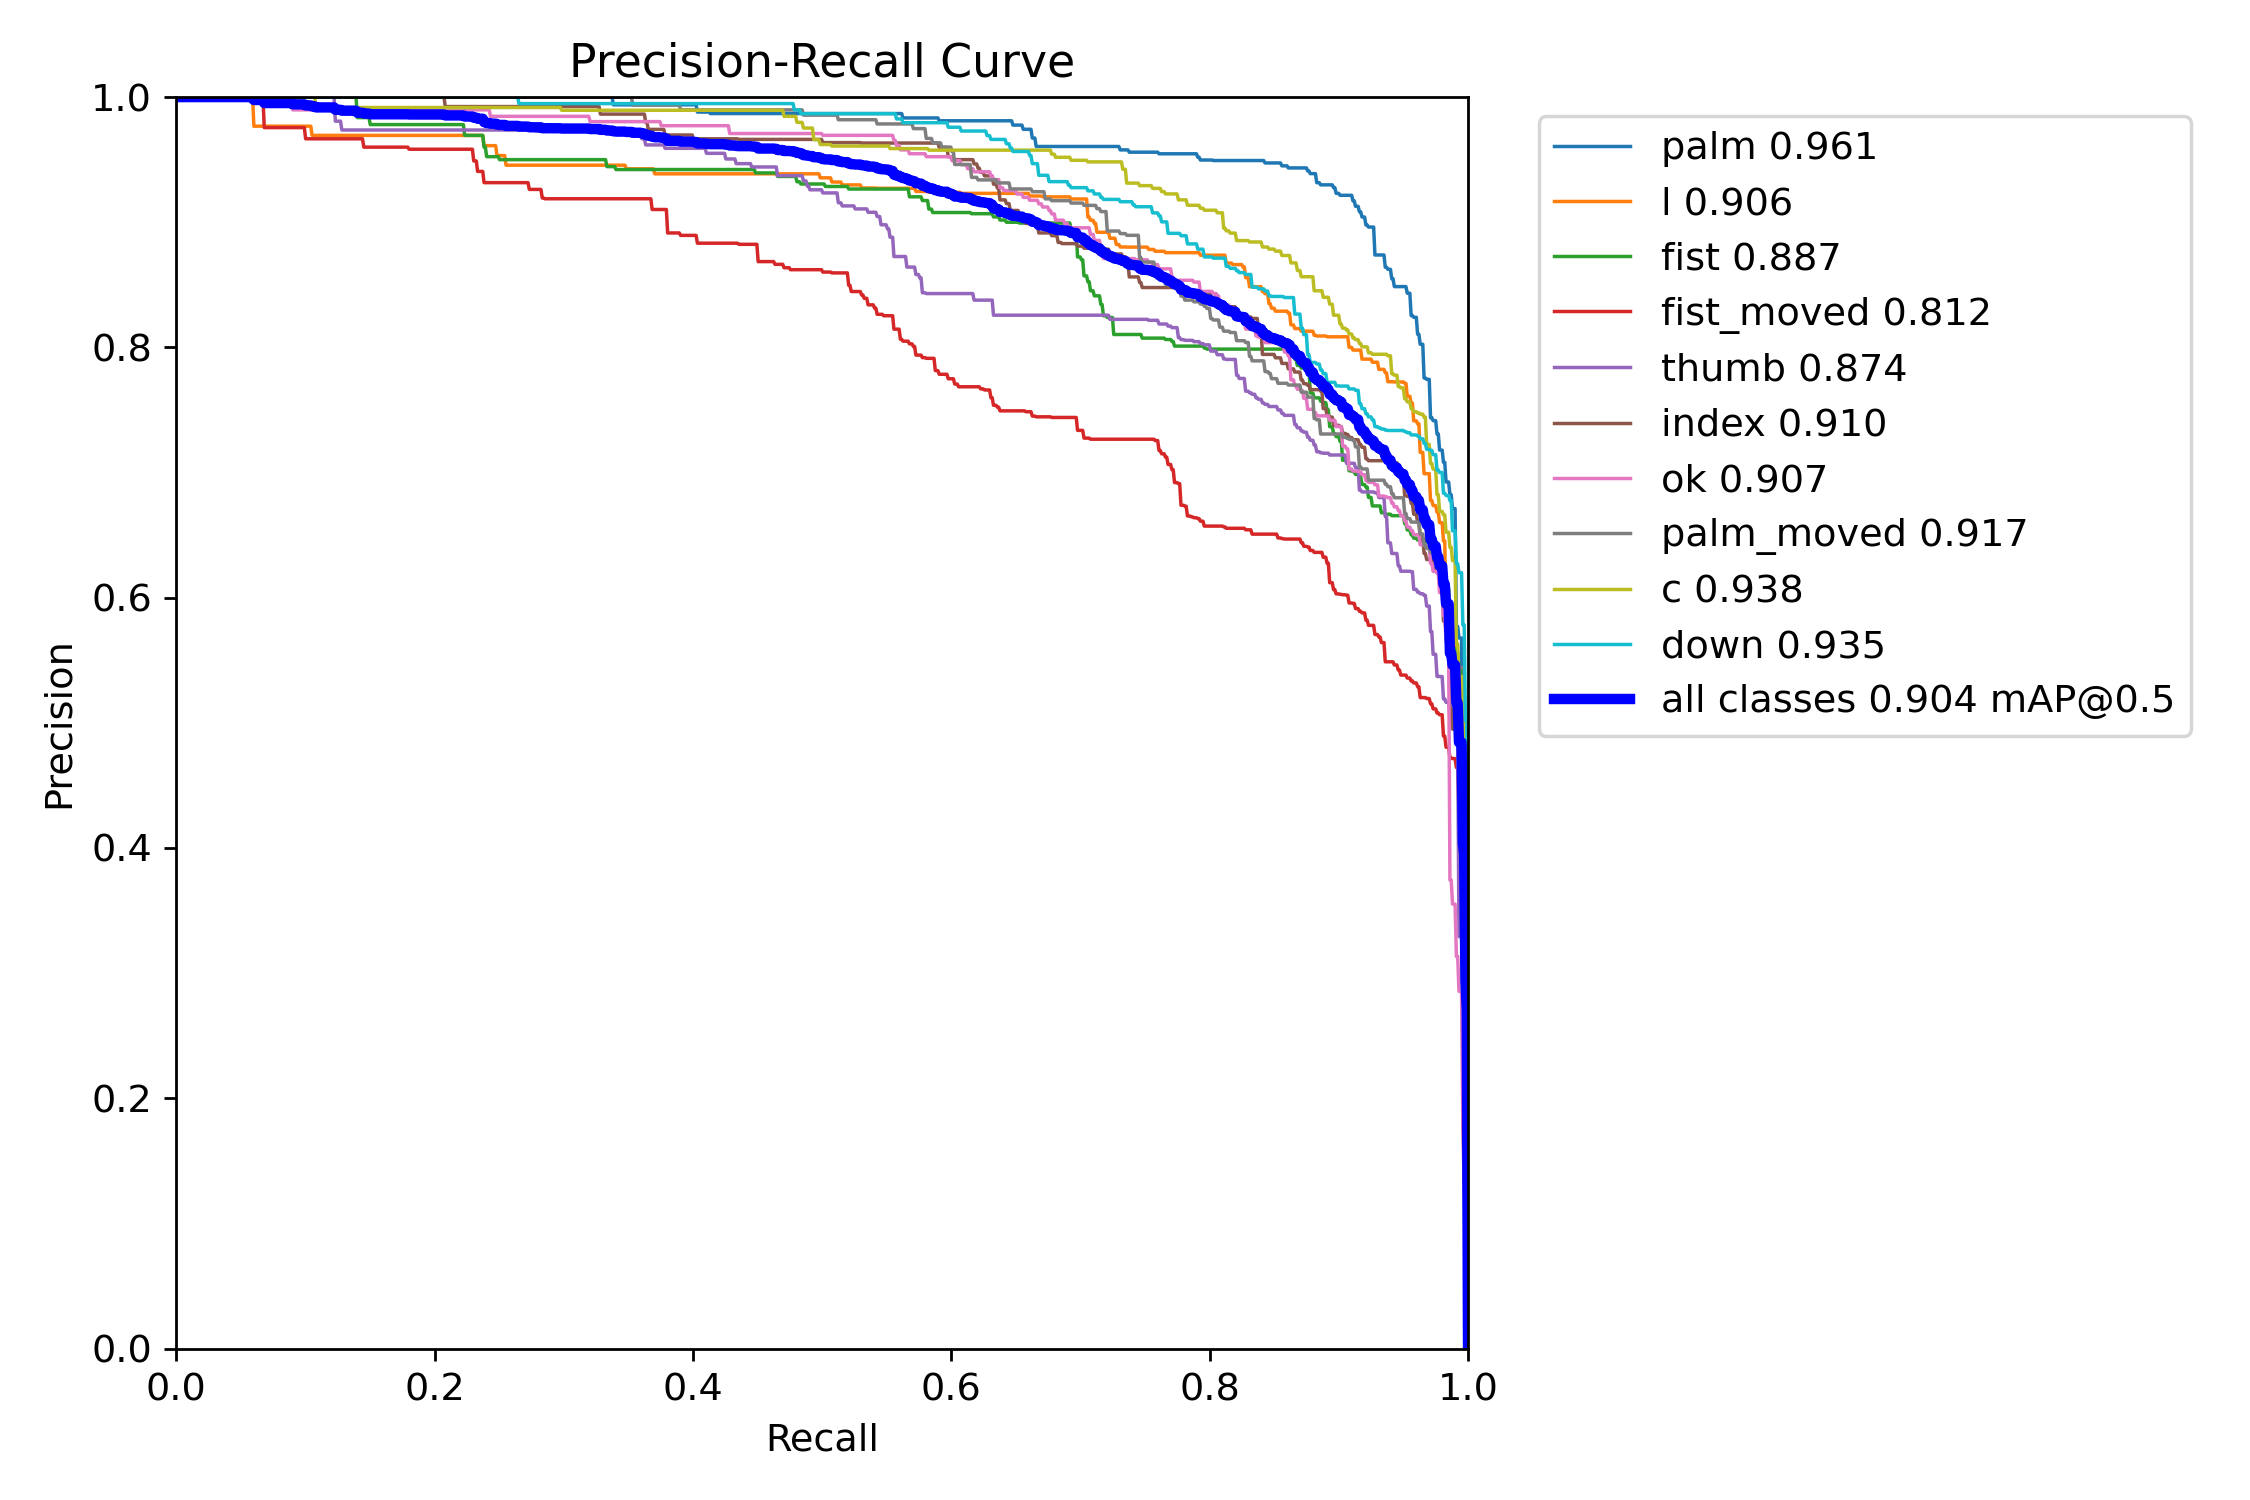 Precision-Recall Curve
1.0
0.8
0.6
0.4
0.2
0.0
Precision
0.0 0.2 0.4 0.6 0.8 1.0
Recall
palm 0.961
l 0.906
fist 0.887
fist_moved 0.812
thumb 0.874
index 0.910
ok 0.907
palm_moved 0.917
c 0.938
down 0.935
all classes 0.904 mAP@0.5